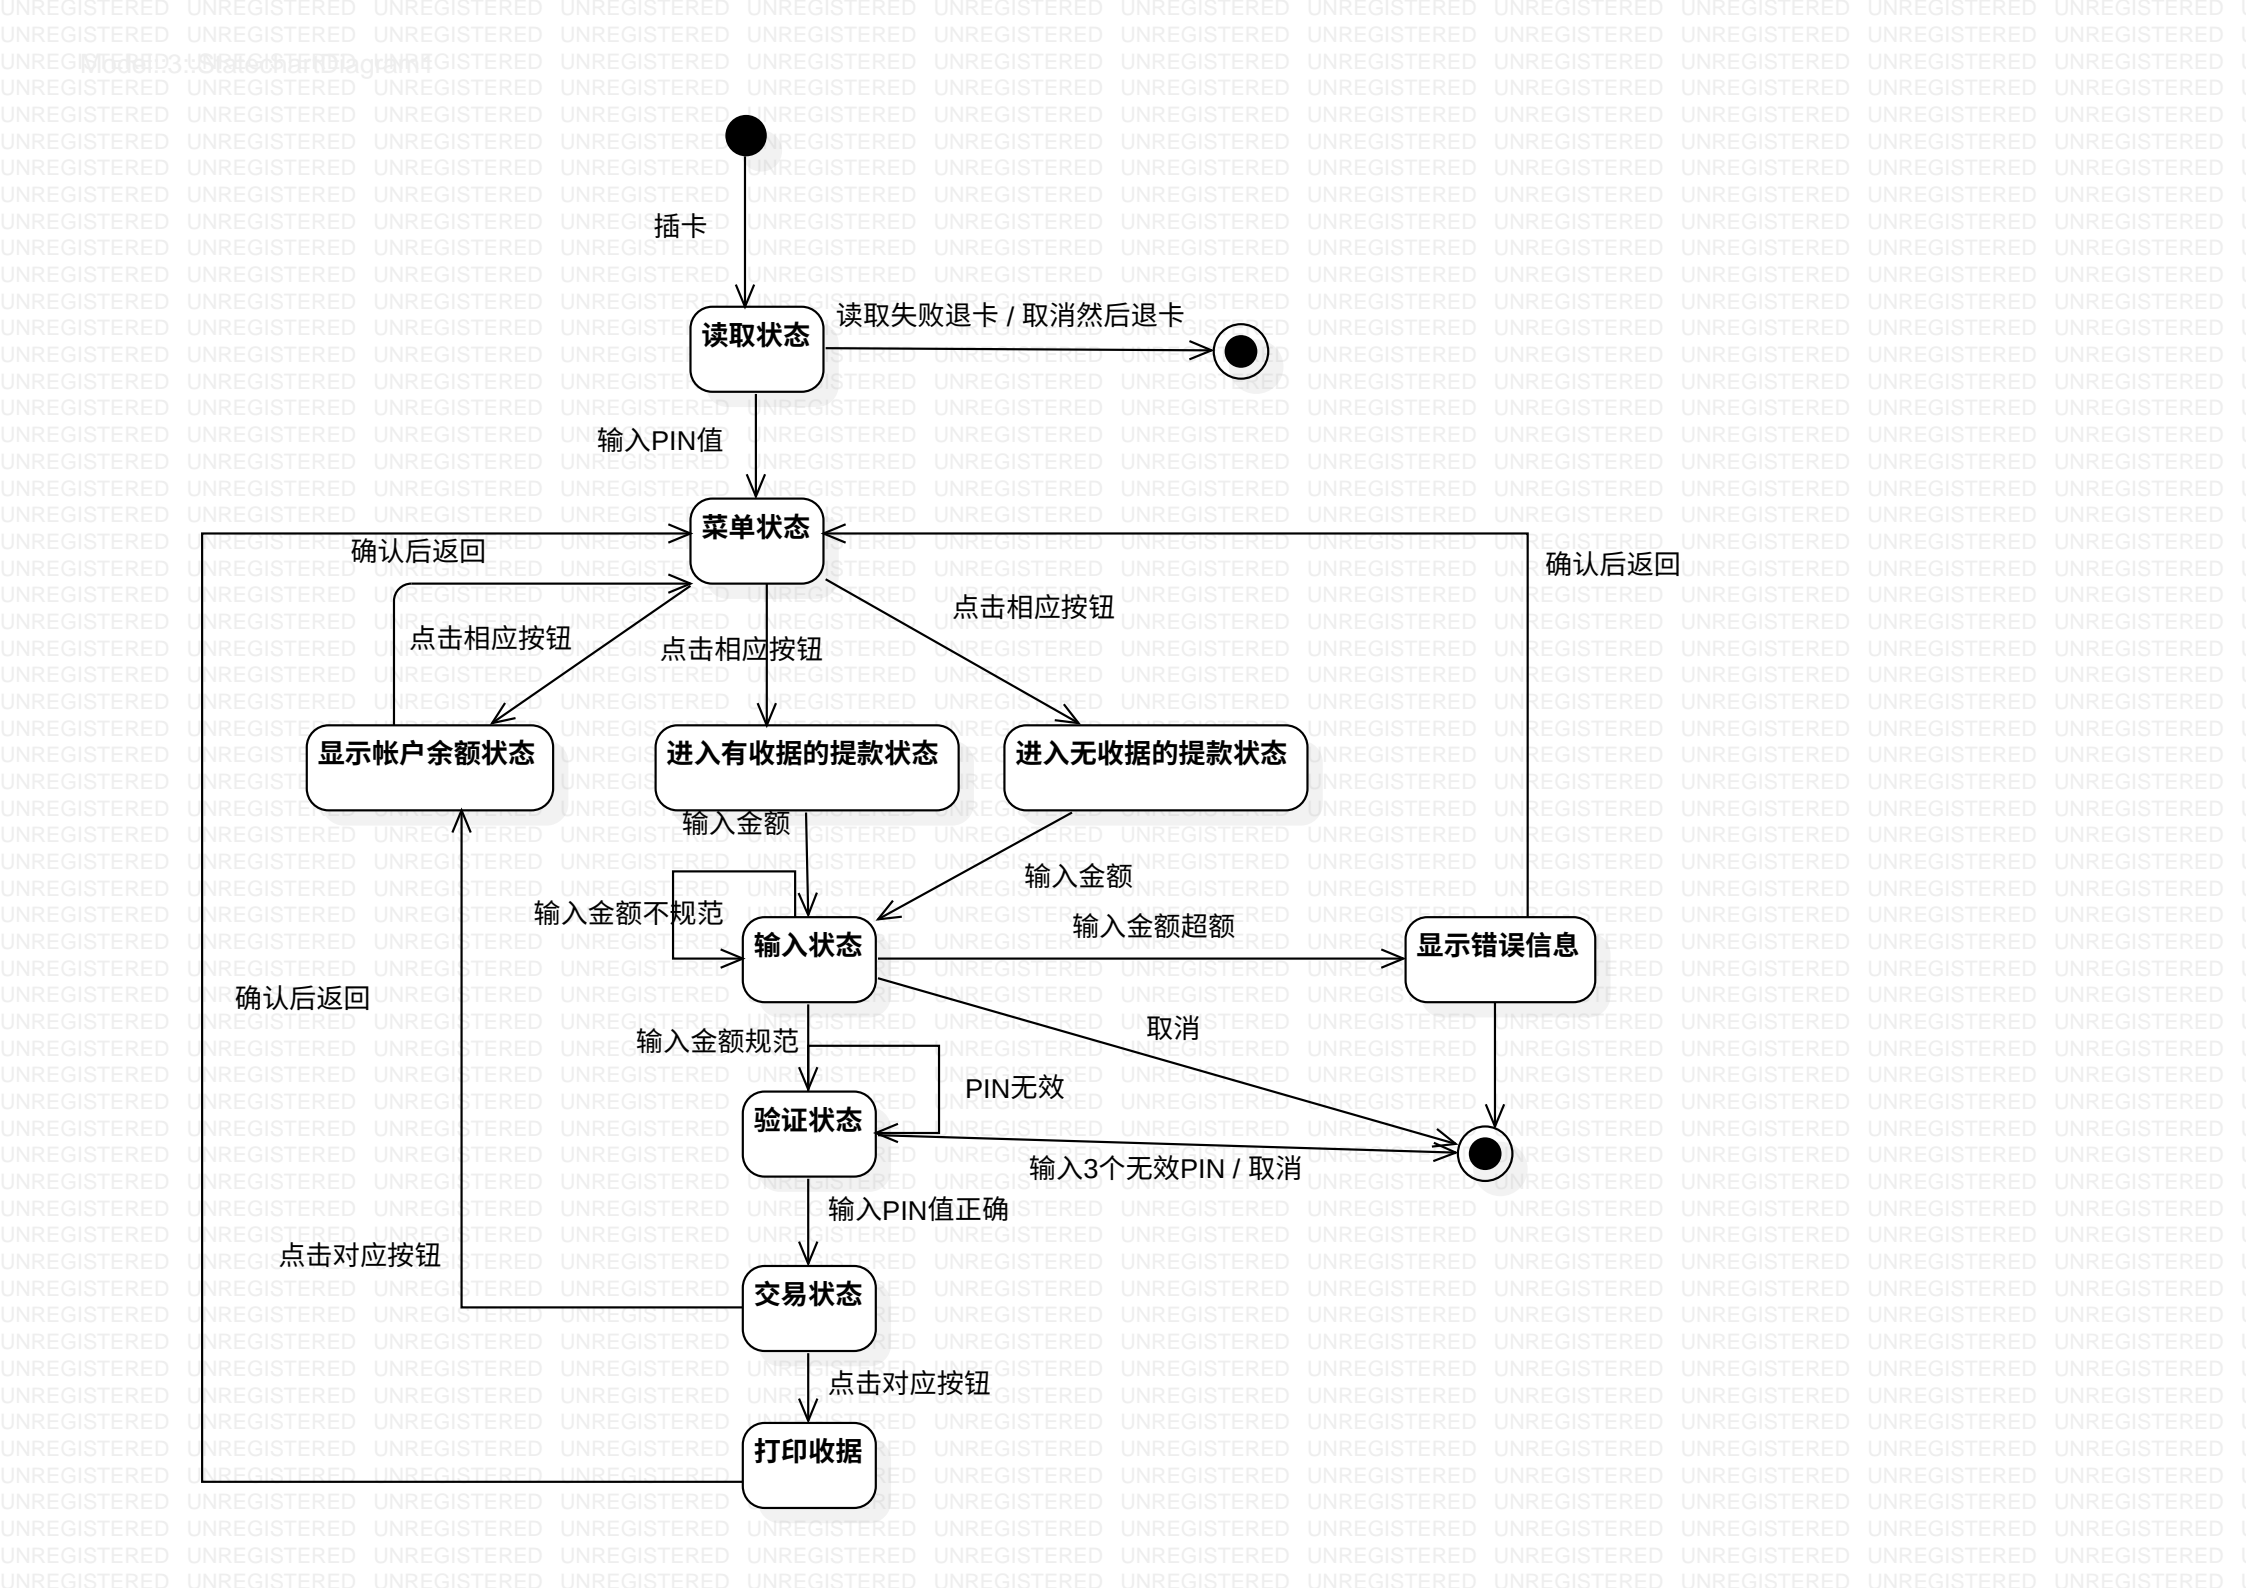 Model::3::StatechartDiagram1
插卡
读取状态
读取失败退卡 / 取消然后退卡
输入PIN值
菜单状态
确认后返回
确认后返回
点击相应按钮
点击相应按钮
点击相应按钮
显示帐户余额状态
进入有收据的提款状态
进入无收据的提款状态
输入金额
输入金额
输入金额不规范
输入金额超额
输入状态
显示错误信息
确认后返回
取消
输入金额规范
PIN无效
验证状态
输入3个无效PIN / 取消
输入PIN值正确
点击对应按钮
交易状态
点击对应按钮
打印收据
UNREGISTERED